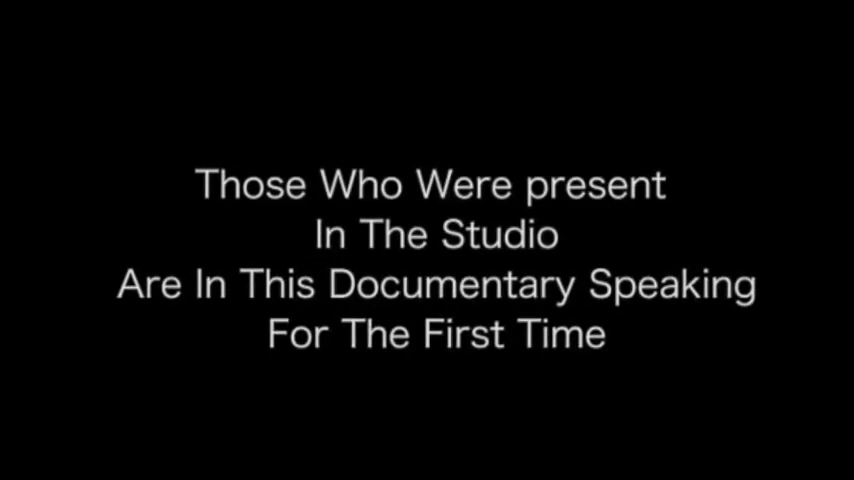 Those Who Were present
In The Studio
Are In This Documentary Speaking
For The First Time